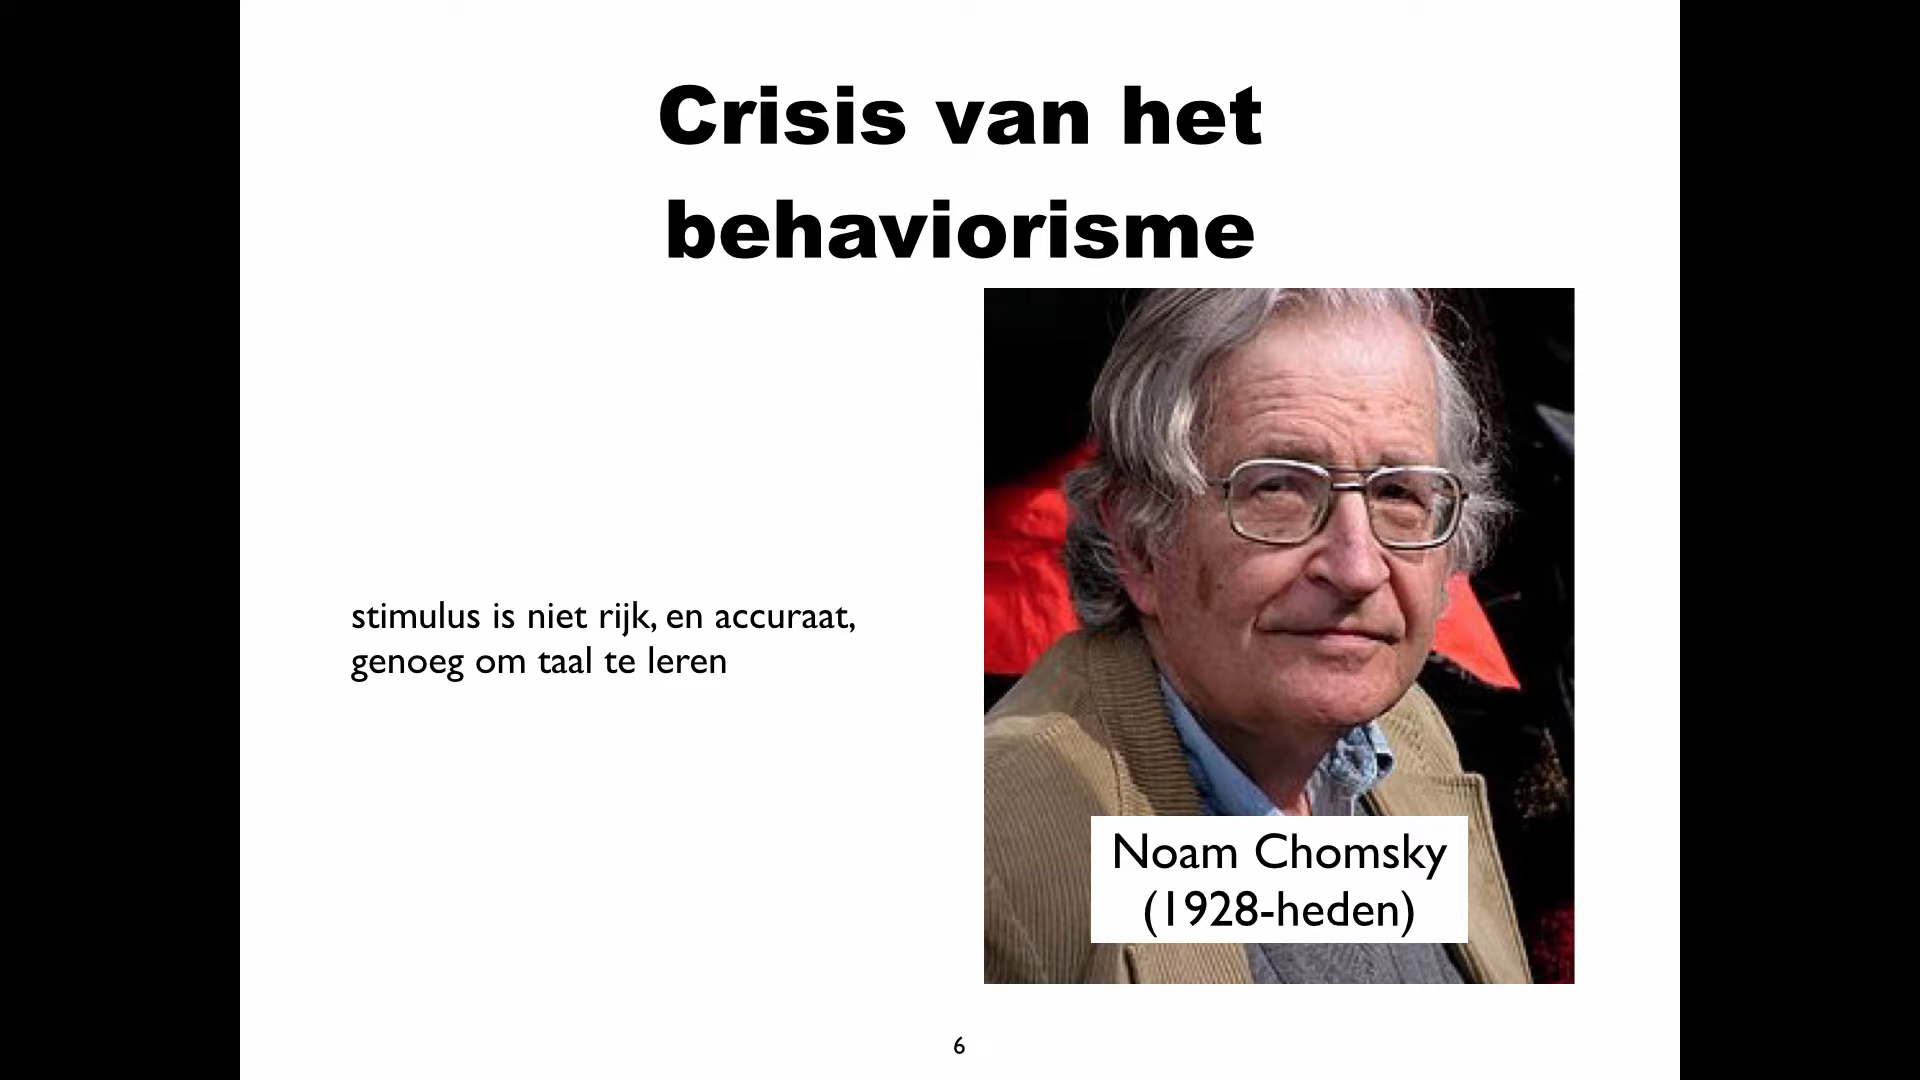 Crisis van het
behaviorisme
stimulus is niet rijk, en accuraat,
genoeg om taal te leren
Noam Chomsky
(1928-heden)
6